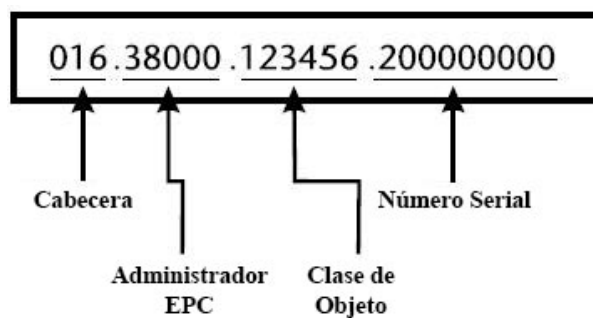 016.38000.123456.200000000
Cabecera
Número Serial
Administrador
EPC
Clase de
Objeto